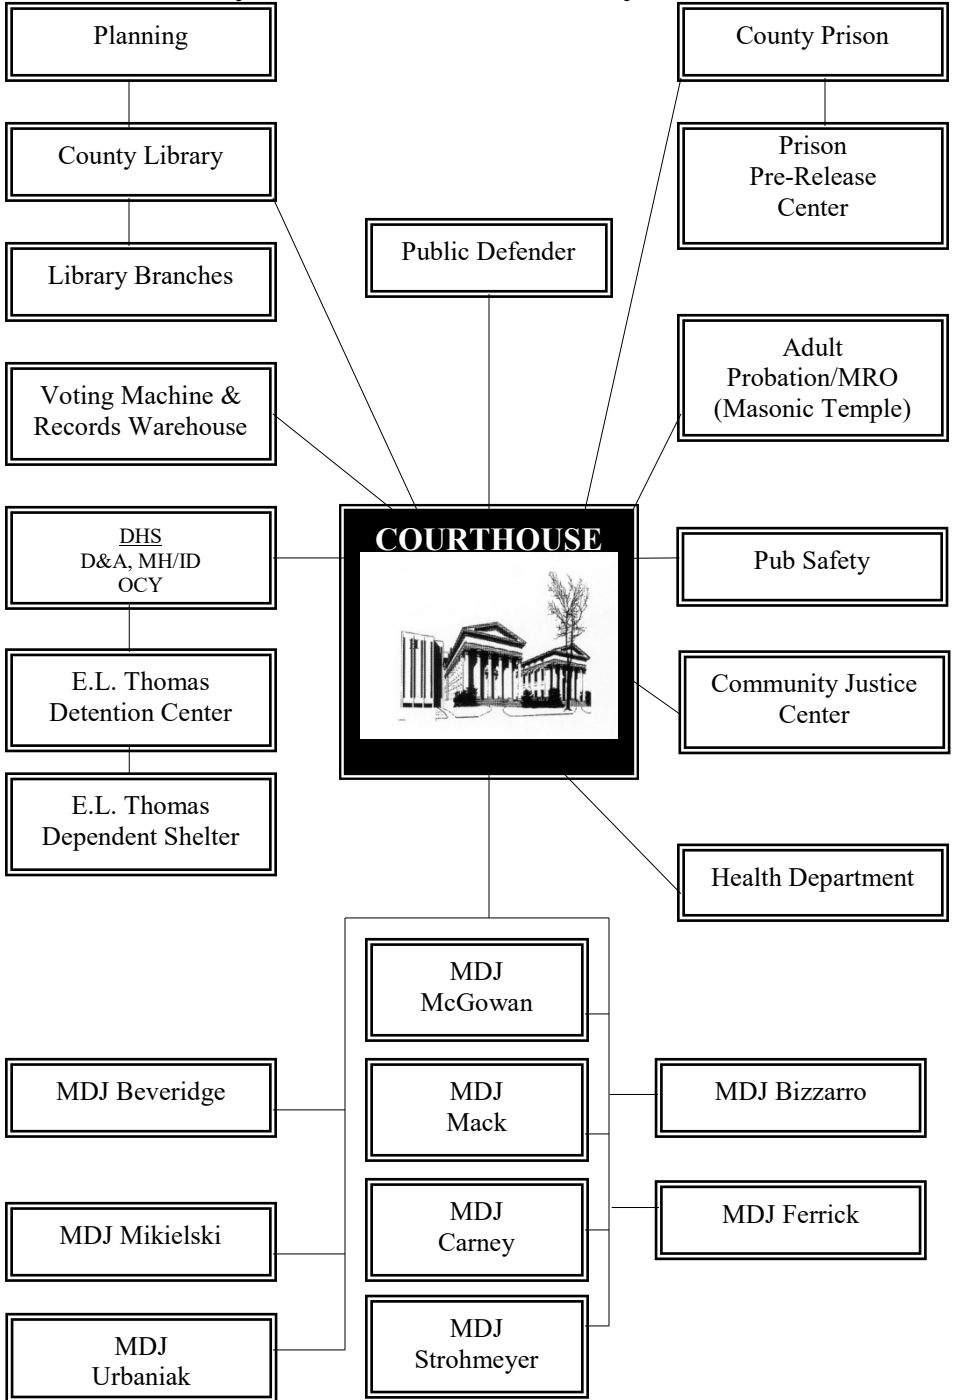 Planning
County Prison
County Library
Prison
Pre-Release
Center
Public Defender
Library Branches
Adult
Probation/MRO
(Masonic Temple)
Voting Machine &
Records Warehouse
DHS
D&A, MH/ID
OCY
COURTHOUSE
Pub Safety
E.L. Thomas
Detention Center
Community Justice
Center
E.L. Thomas
Dependent Shelter
Health Department
MDJ
McGowan
MDJ Beveridge
MDJ
Mack
MDJ Bizzarro
MDJ Mikielski
MDJ
Carney
MDJ Ferrick
MDJ
Urbaniak
MDJ
Strohmeyer